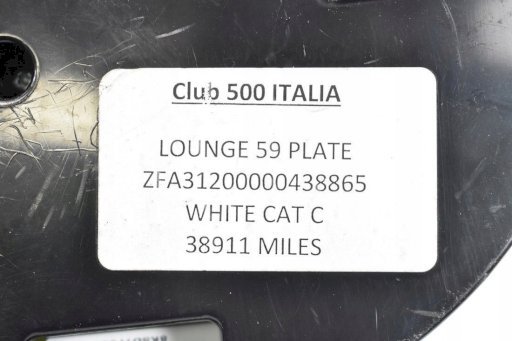 Club 500 ITALIA
LOUNGE 59 PLATE
ZFA31200000438865
WHITE CAT C
38911 MILES